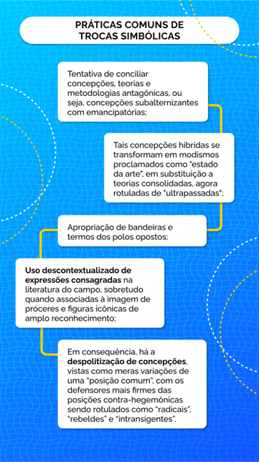 PRÁTICAS COMUNS DE
TROCAS SIMBÓLICAS
Tentativa de conciliar
concepções, teorias e
metodologias antagônicas, ou
seja, concepções subalternizantes
com emancipatórias;
Tais concepções híbridas se
transformam em modismos
proclamados como "estado
da arte", em substituição a
teorias consolidadas, agora
rotuladas de "ultrapassadas";
Apropriação de bandeiras e
termos dos polos opostos;
Uso descontextualizado de
expressões consagradas na
literatura do campo, sobretudo
quando associadas à imagem de
próceres e figuras icônicas de
amplo reconhecimento;
Em consequência, há a
despolitização de concepções,
vistas como meras variações de
uma “posição comum”, com os
defensores mais firmes das
posições contra-hegemônicas
sendo rotulados como “radicais”,
“rebeldes” e “intransigentes”.